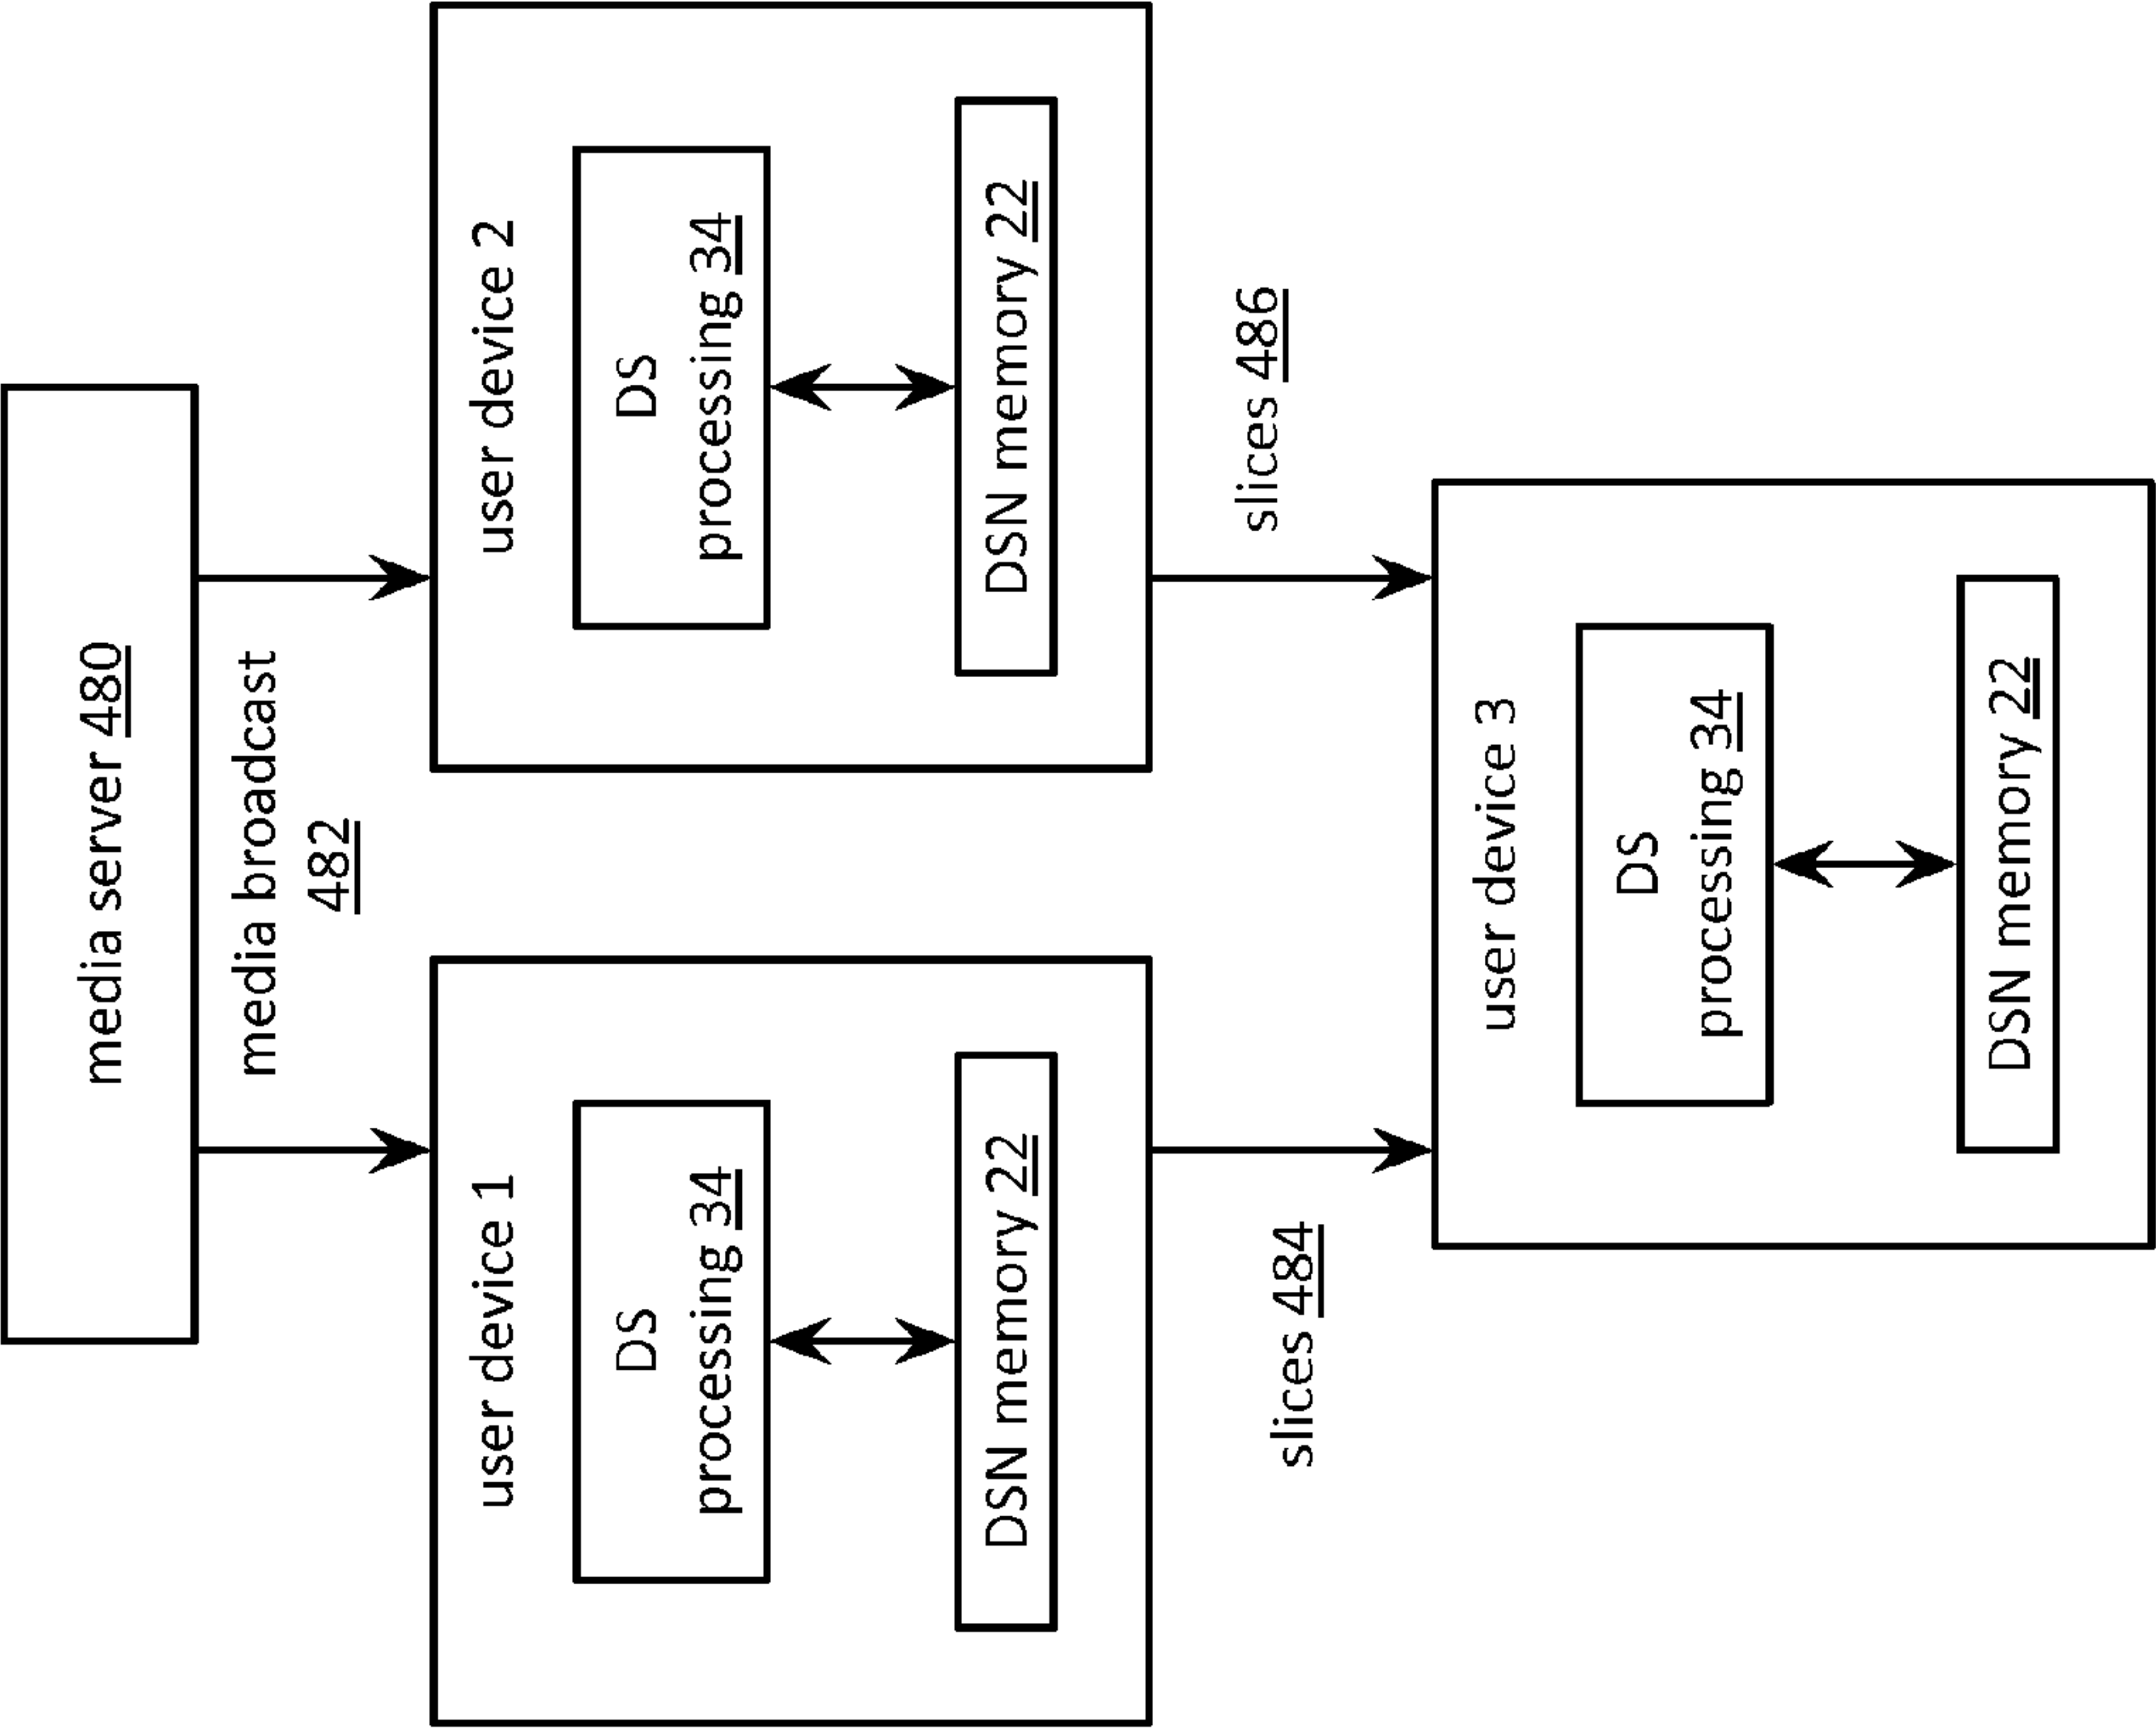 media server 480
media broadcast
482
user device 1
DS
processing 34
DSN memory 22
user device 2
DS
processing 34
DSN memory 22
slices 484
slices 486
user device 3
DS
processing 34
DSN memory 22